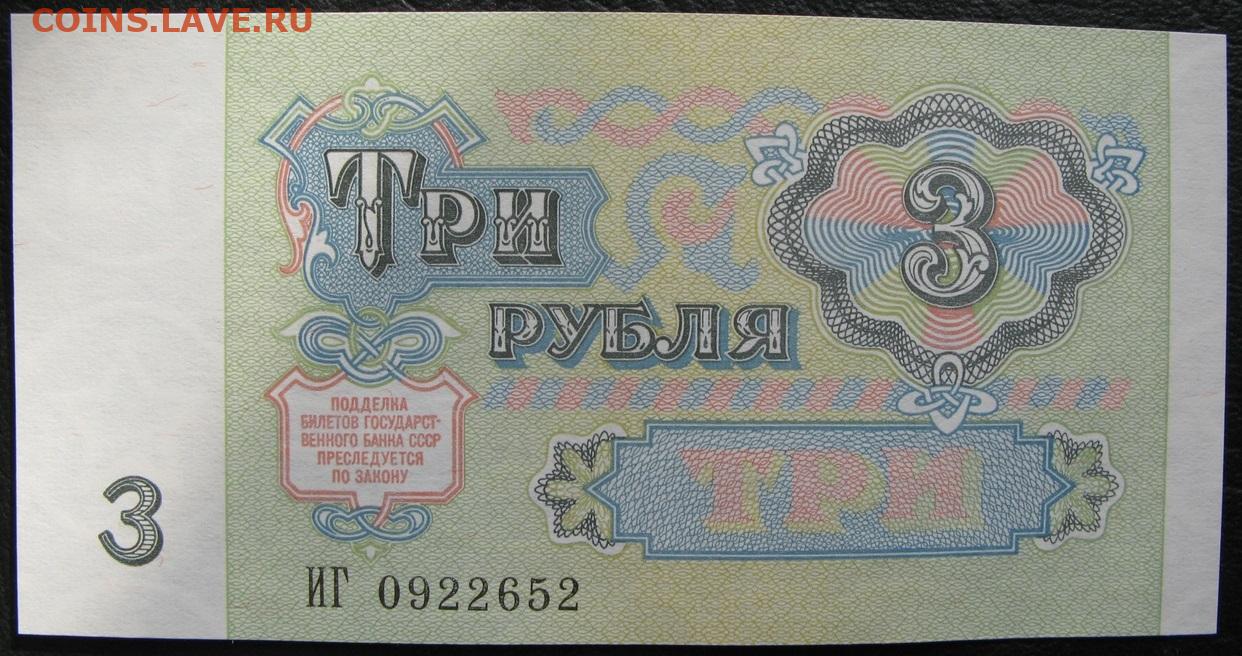 COINS.LAVE.RU
ТРИ
РУБЛЯ
3
ПОДДЕЛКА
БИЛЕТОВ ГОСУДАРСТ-
ВЕННОГО БАНКА СССР
ПРЕСЛЕДУЕТСЯ
ПО ЗАКОНУ
ТРИ
3
ИГ 0922652